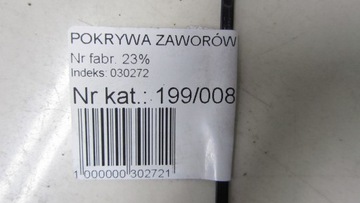 POKRYWA ZAWORÓW
Nr fabr. 23%
Indeks: 030272
Nr kat.: 199/008
1 000000 302721